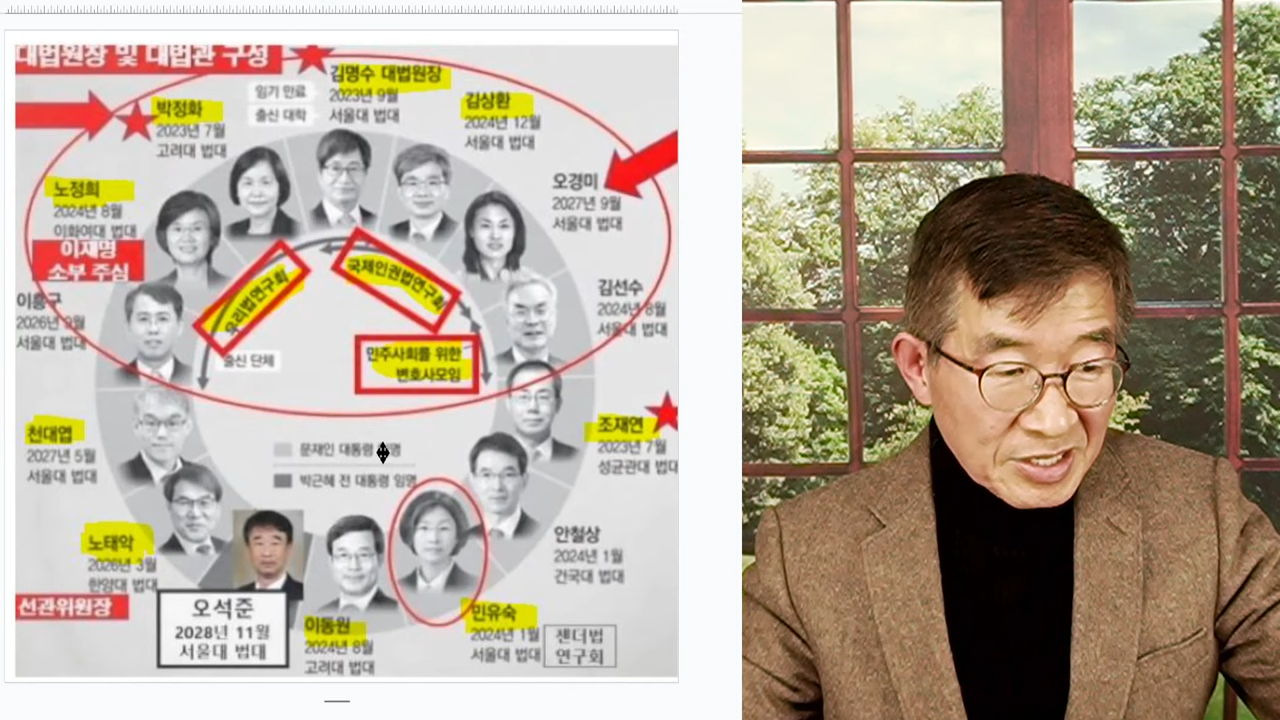 대법원장 및 대법관 구성
김명수 대법원장
2023년 9월
서울대 법대
임기 만료
출신 대학
박정화
2023년 7월
고려대 법대
김상환
2024년 12월
서울대 법대
노정희
2024년 8월
이화여대 법대
오경미
2027년 9월
서울대 법대
이재명
소부 주심
이흥구
2026년 9월
서울대 법대
김선수
2024년 8월
서울대 법대
우리법연구회
국제인권법연구회
민주사회를 위한
변호사모임
출신 단체
천대엽
2027년 5월
서울대 법대
조재연
2023년 7월
성균관대 법대
문재인 대통령
박근혜 전 대통령 임명
노태악
2026년 3월
한양대 법대
안철상
2024년 1월
건국대 법대
선관위원장
오석준
2028년 11월
서울대 법대
이동원
2024년 8월
고려대 법대
민유숙
2024년 1월
서울대 법대
젠더법
연구회